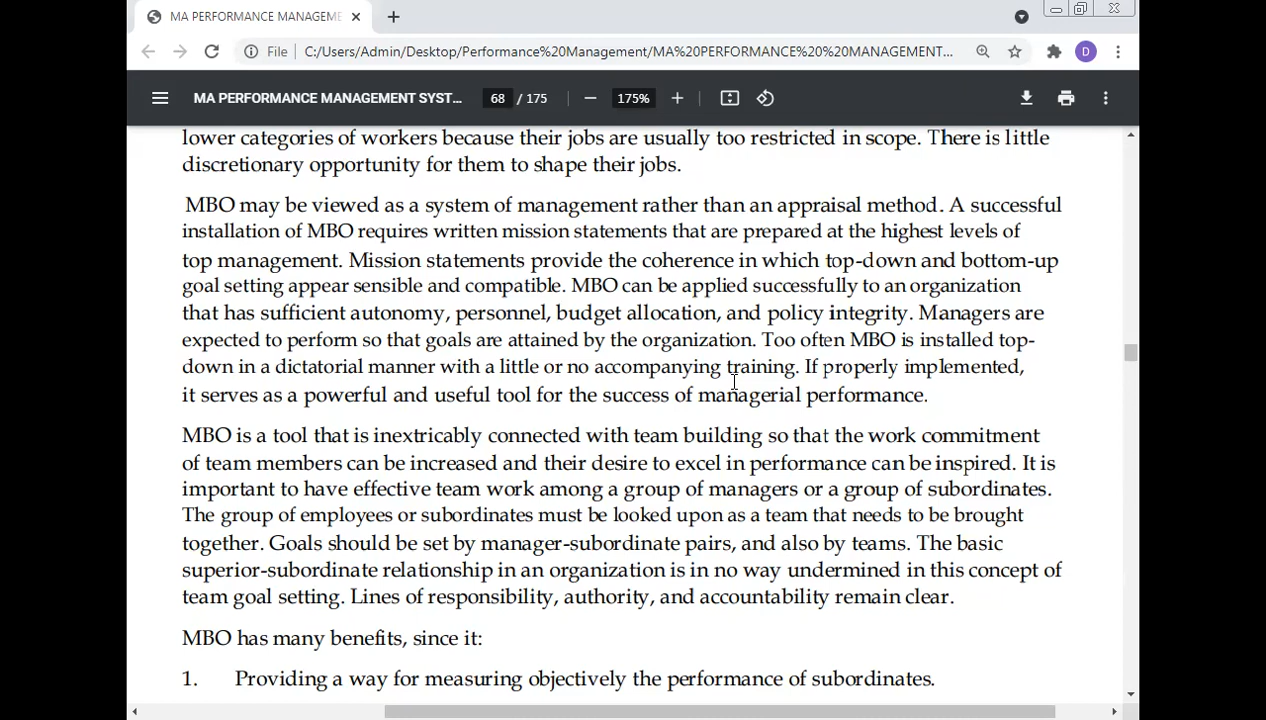 MA PERFORMANCE MANAGEME
File
C:/Users/Admin/Desktop/Performance%20Management/MA%20PERFORMANCE%20%20MANAGEMENT...
D
MA PERFORMANCE MANAGEMENT SYST...
68 / 175
175%
lower categories of workers because their jobs are usually too restricted in scope. There is little
discretionary opportunity for them to shape their jobs.
MBO may be viewed as a system of management rather than an appraisal method. A successful
installation of MBO requires written mission statements that are prepared at the highest levels of
top management. Mission statements provide the coherence in which top-down and bottom-up
goal setting appear sensible and compatible. MBO can be applied successfully to an organization
that has sufficient autonomy, personnel, budget allocation, and policy integrity. Managers are
expected to perform so that goals are attained by the organization. Too often MBO is installed top-
down in a dictatorial manner with a little or no accompanying training. If properly implemented,
it serves as a powerful and useful tool for the success of managerial performance.
MBO is a tool that is inextricably connected with team building so that the work commitment
of team members can be increased and their desire to excel in performance can be inspired. It is
important to have effective team work among a group of managers or a group of subordinates.
The group of employees or subordinates must be looked upon as a team that needs to be brought
together. Goals should be set by manager-subordinate pairs, and also by teams. The basic
superior-subordinate relationship in an organization is in no way undermined in this concept of
team goal setting. Lines of responsibility, authority, and accountability remain clear.
MBO has many benefits, since it:
1. Providing a way for measuring objectively the performance of subordinates.